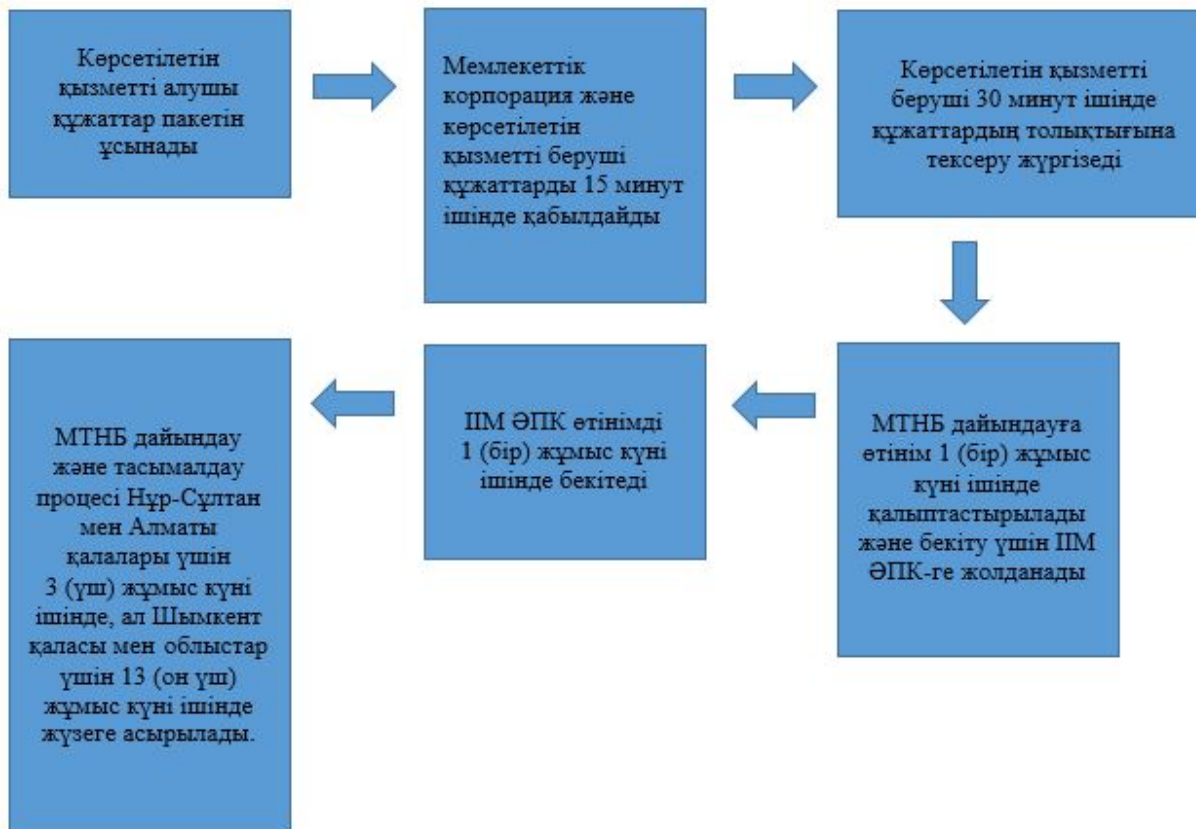 Көрсетілетін
қызметті алушы
құжаттар пакетін
ұсынады
Мемлекеттік
корпорация және
көрсетілетін
қызметті беруші
құжаттарды 15 минут
ішінде қабылдайды
Көрсетілетін қызметті
беруші 30 минут ішінде
құжаттардың толықтығына
тексеру жүргізеді
МТНБ дайындауға
өтінім 1 (бір) жұмыс
күні ішінде
қалыптастырылады
және бекіту үшін ІІМ
ӘПК-ге жолданады
ІІМ ӘПК өтінімді
1 (бір) жұмыс күні
ішінде бекітеді
МТНБ дайындау
және тасымалдау
процесі Нұр-Сұлтан
мен Алматы
қалалары үшін
3 (үш) жұмыс күні
ішінде, ал Шымкент
қаласы мен облыстар
үшін 13 (он үш)
жұмыс күні ішінде
жүзеге асырылады.